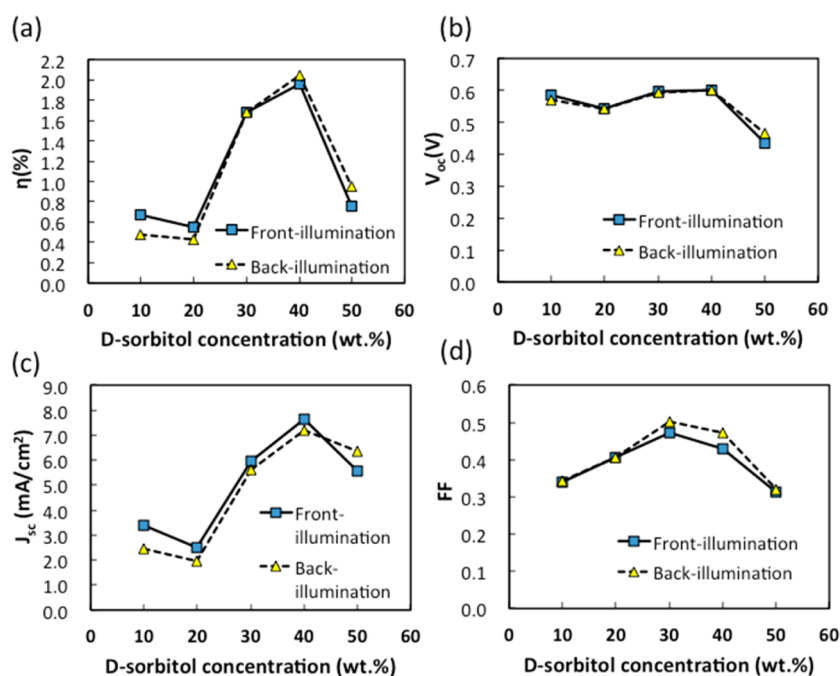 (a)
2.2
2.0
1.8
1.6
1.4
1.2
1.0
0.8
0.6
0.4
0.2
0.0
η(%)
Front-illumination
Back-illumination
0 10 20 30 40 50 60
D-sorbitol concentration (wt.%)
(b)
0.7
0.6
0.5
0.4
0.3
0.2
0.1
0.0
Voc(V)
Front-illumination
Back-illumination
0 10 20 30 40 50 60
D-sorbitol concentration (wt.%)
(c)
9.0
8.0
7.0
6.0
5.0
4.0
3.0
2.0
1.0
0.0
Jsc (mA/cm²)
Front-
illumination
Back-
illumination
0 10 20 30 40 50 60
D-sorbitol concentration (wt.%)
(d)
0.6
0.5
0.4
0.3
0.2
0.1
0.0
FF
Front-illumination
Back-illumination
0 10 20 30 40 50 60
D-sorbitol concentration (wt.%)